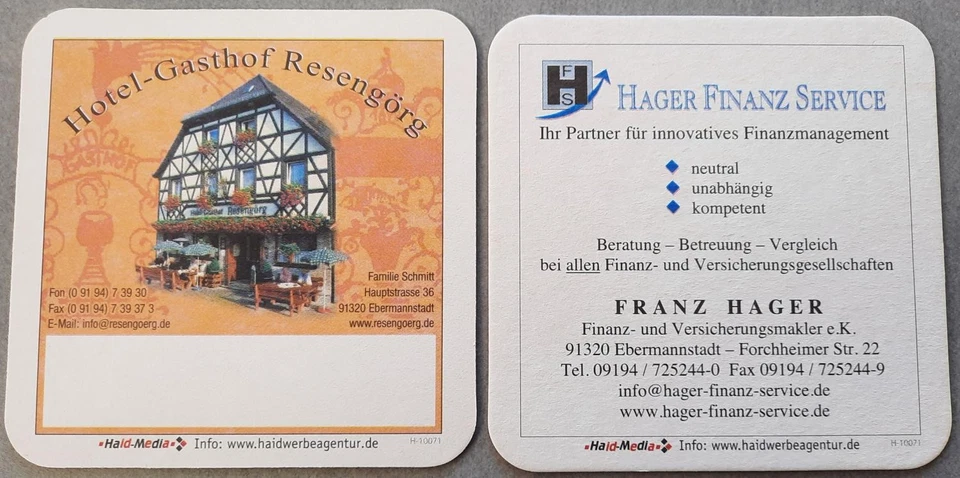 Hotel-Gasthof Resengörg
GASTHOF
Hotel-Gasthof Resengörg
Fon (0 91 94) 7 39 30
Fax (0 91 94) 7 39 37 3
E-Mail: info@resengoerg.de
Familie Schmitt
Hauptstrasse 36
91320 Ebermannstadt
www.resengoerg.de
Haid-Media Info: www.haidwerbeagentur.de
H-10071
F
H
S
HAGER FINANZ SERVICE
Ihr Partner für innovatives Finanzmanagement
neutral
unabhängig
kompetent
Beratung – Betreuung – Vergleich
bei allen Finanz- und Versicherungsgesellschaften
FRANZ HAGER
Finanz- und Versicherungsmakler e.K.
91320 Ebermannstadt – Forchheimer Str. 22
Tel. 09194 / 725244-0 Fax 09194 / 725244-9
info@hager-finanz-service.de
www.hager-finanz-service.de
Haid-Media Info: www.haidwerbeagentur.de
H-10071